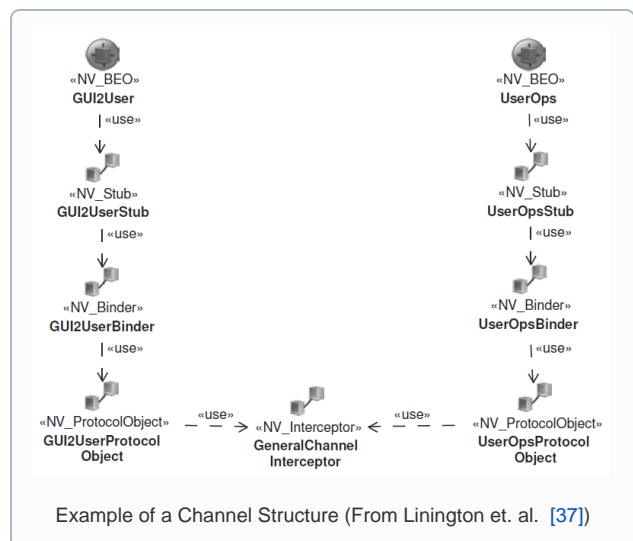 «NV_BEO»
GUI2User
«use»
«NV_Stub»
GUI2UserStub
«use»
«NV_Binder»
GUI2UserBinder
«use»
«NV_ProtocolObject»
GUI2UserProtocol
Object
«use»
«NV_Interceptor»
GeneralChannel
Interceptor
«use»
«NV_BEO»
UserOps
«use»
«NV_Stub»
UserOpsStub
«use»
«NV_Binder»
UserOpsBinder
«use»
«NV_ProtocolObject»
UserOpsProtocol
Object
Example of a Channel Structure (From Linington et. al. [37])